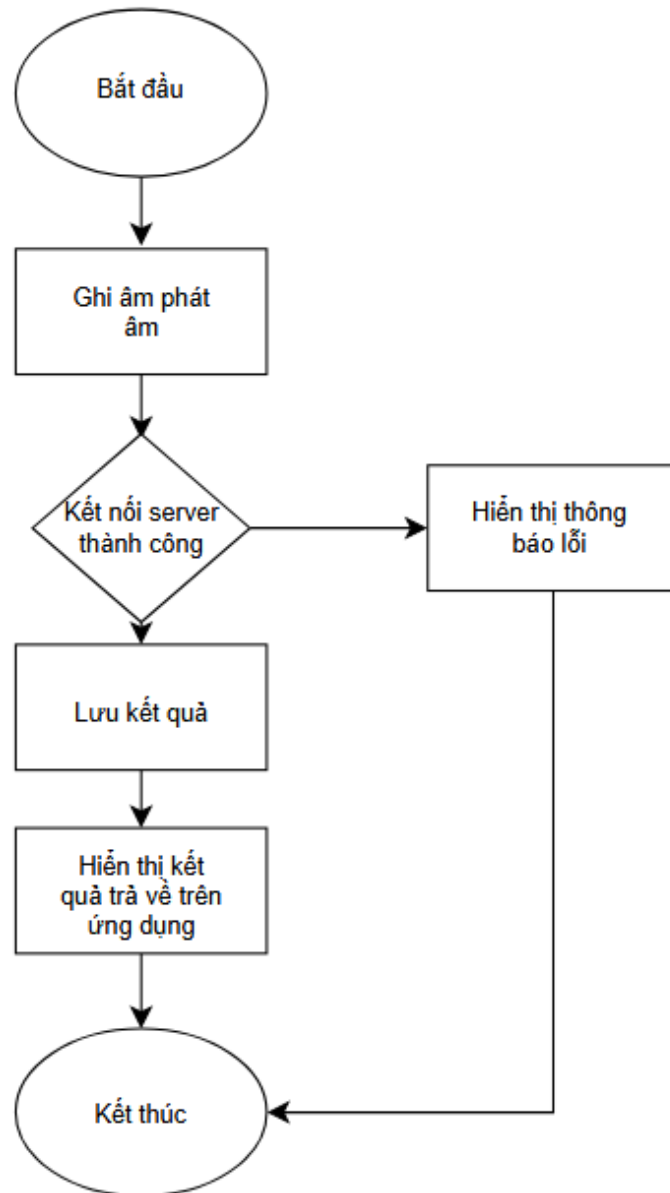 Bắt đầu
Ghi âm phát
âm
Kết nối server
thành công
Hiển thị thông
báo lỗi
Lưu kết quả
Hiển thị kết
quả trả về trên
ứng dụng
Kết thúc